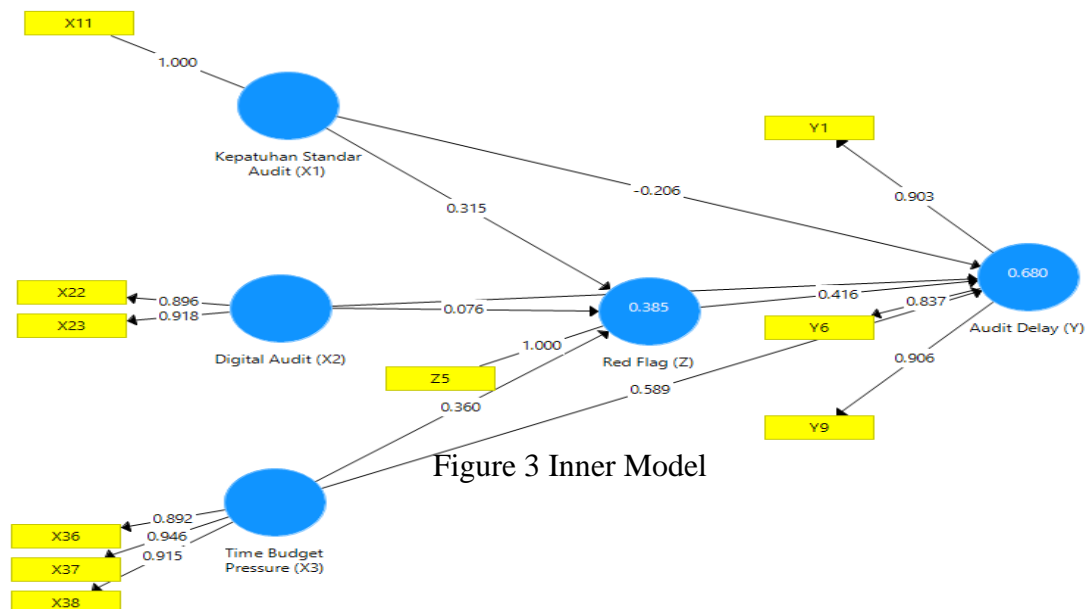 X11
1.000
Kepatuhan Standar
Audit (X1)
Y1
0.903
-0.206
0.315
X22
0.896
X23
0.918
Digital Audit (X2)
0.076
0.385
Red Flag (Z)
0.416
0.680
Audit Delay (Y)
Y6
0.837
Z5
1.000
0.360
0.589
0.906
Y9
Figure 3 Inner Model
X36
0.892
X37
0.946
X38
0.915
Time Budget
Pressure (X3)